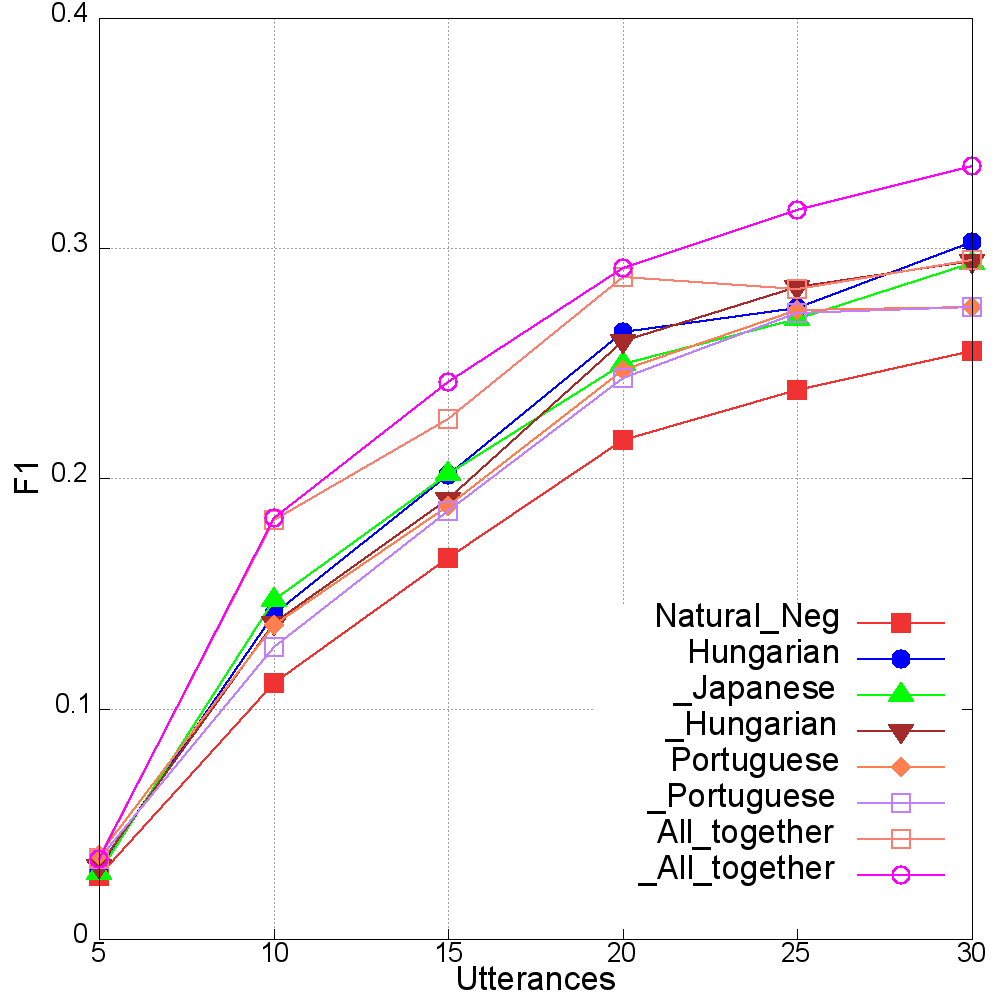 0.4
0.3
0.2
0.1
0
F1
5 10 15 20 25 30
Utterances
Natural_Neg
Hungarian
_Japanese
_Hungarian
Portuguese
_Portuguese
All_together
_All_together